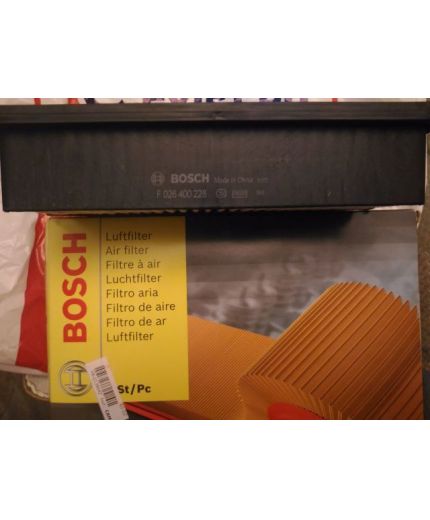 BOSCH Made in China
F 026 400 228
BOSCH
Luftfilter
Air filter
Filtre à air
Luchtfilter
Filtro aria
Filtro de aire
Filtro de ar
Luftfilter
St/Pc
BOSCH